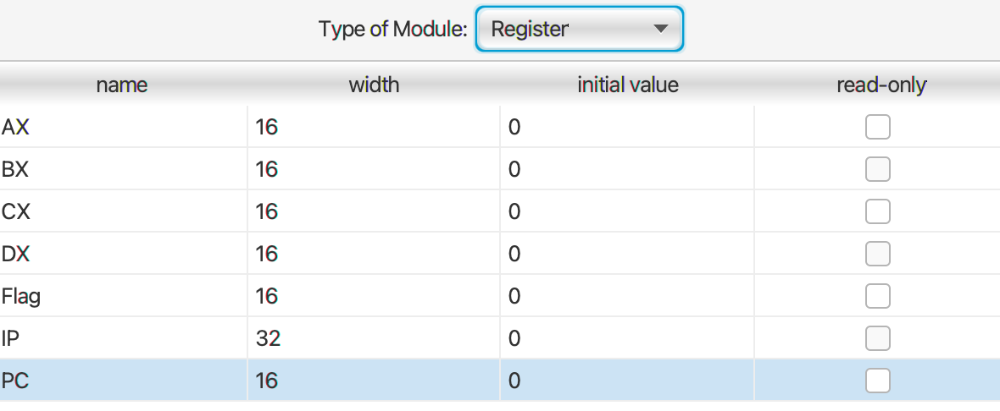 Type of Module: Register
name width initial value read-only
AX 16 0
BX 16 0
CX 16 0
DX 16 0
Flag 16 0
IP 32 0
PC 16 0